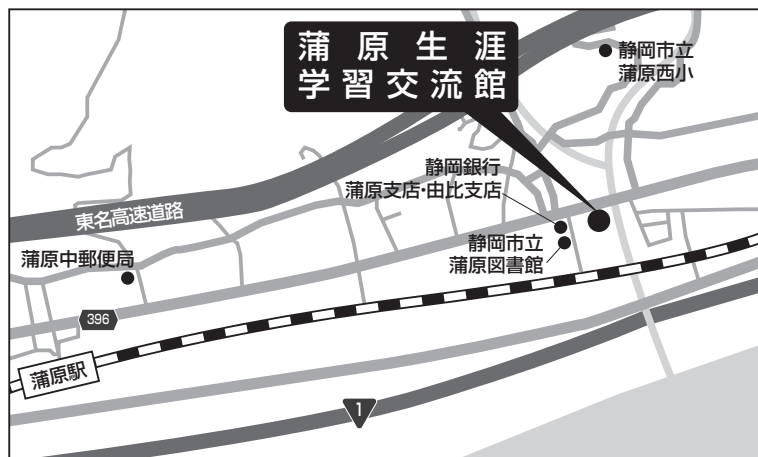 蒲原生涯
学習交流館
静岡市立
蒲原西小
静岡銀行
蒲原支店・由比支店
東名高速道路
静岡市立
蒲原図書館
蒲原中郵便局
396
蒲原駅
1